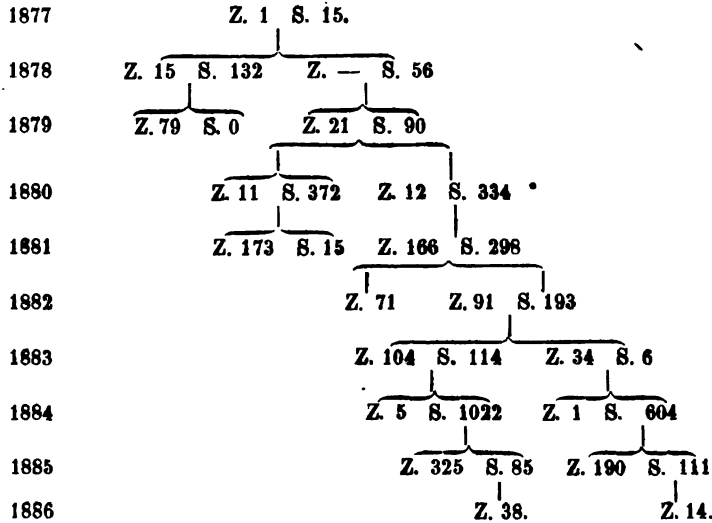 1877 Z. 1 S. 15.
1878 Z. 15 S. 132 Z. — S. 56
1879 Z. 79 S. 0 Z. 21 S. 90
1880 Z. 11 S. 372 Z. 12 S. 334
1881 Z. 173 S. 15 Z. 166 S. 298
1882 Z. 71 Z. 91 S. 193
1883 Z. 104 S. 114 Z. 34 S. 6
1884 Z. 5 S. 1022 Z. 1 S. 604
1885 Z. 325 S. 85 Z. 190 S. 111
1886 Z. 38. Z. 14.